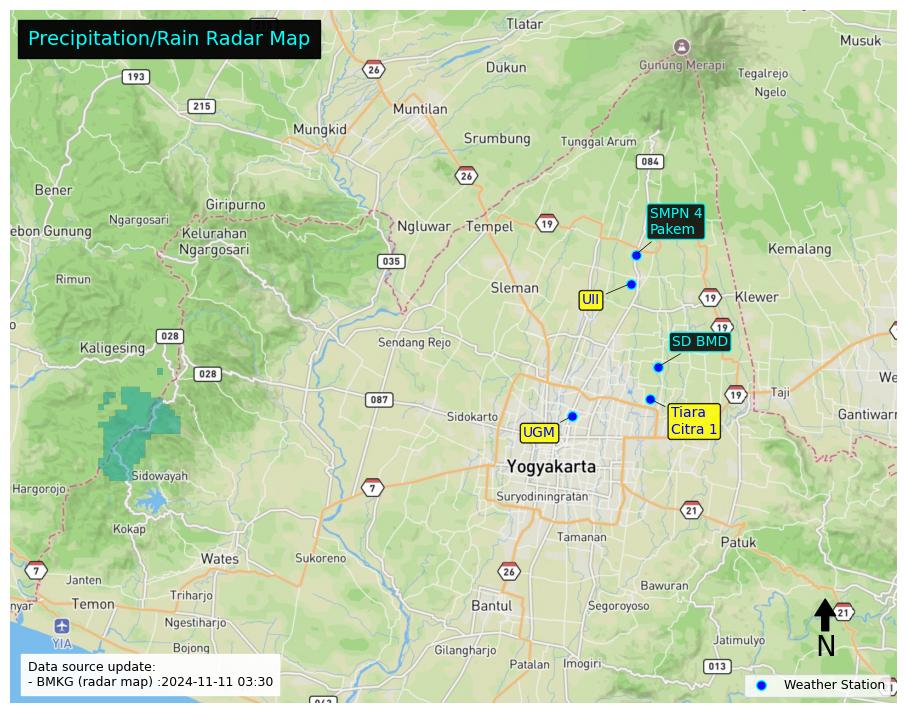 Precipitation/Rain Radar Map
Tlatar
Musuk
26
Dukun
Gunung Merapi
Tegalrejo
193
Ngelo
215
Muntilan
Mungkid
Srumbung
Tunggal Arum
084
26
Bener
Giripurno
SMPN 4
Pakem
Ngargosari
Ngluwar
Tempel
19
ebon Gunung
Kelurahan
Ngargosari
Kemalang
035
Rimun
Sleman
UII
19
Klewer
19
028
Kaligesing
Sendang Rejo
SD BMD
028
We
087
19
Taji
Sidokarto
Tiara
Citra 1
Gantiwarn
UGM
Yogyakarta
Sidowayah
Hargorojo
7
Suryodiningratan
21
Kokap
Tamanan
Patuk
Wates
Sukoreno
7
26
Janten
Bawuran
Triharjo
nyar
Temon
Bantul
Segoroyoso
21
Ngestiharjo
YIA
N
Bojong
Gilangharjo
Jatimulyo
Patalan
Imogiri
013
Data source update:
- BMKG (radar map) :2024-11-11 03:30
Weather Station